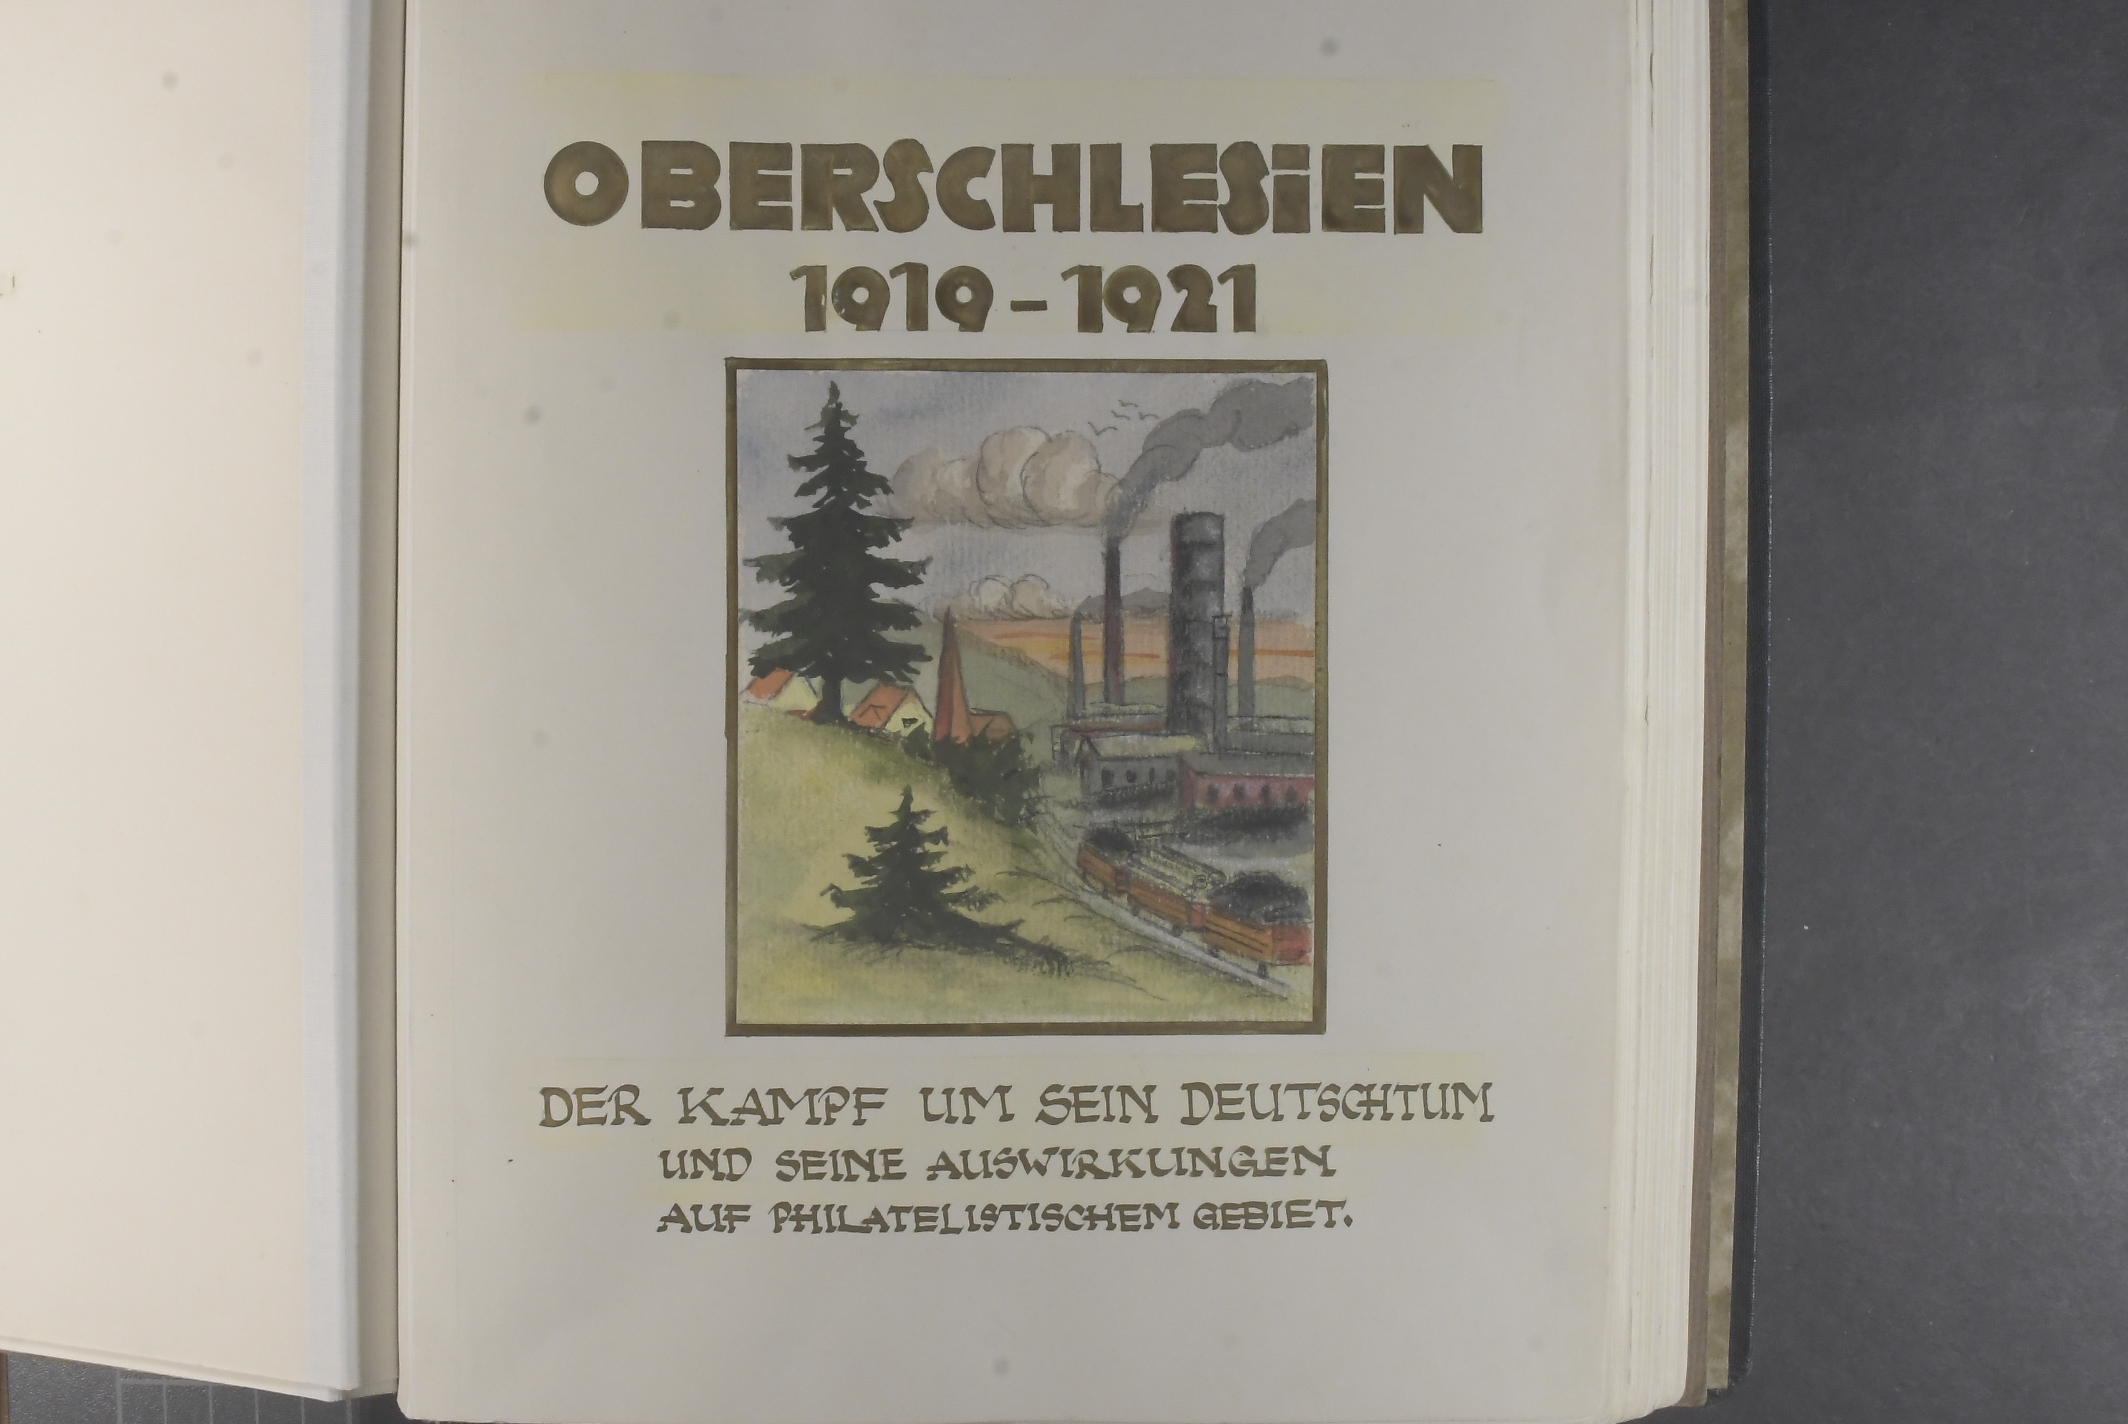 OBERSCHLESiEN
1919 – 1921
DER KAMPF UM SEIN DEUTSCHTUM
UND SEINE AUSWIRKUNGEN
AUF PHILATELISTISCHEM GEBIET.